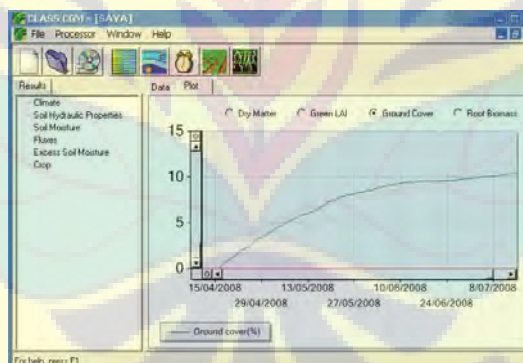 CLASS CGM - [SAYA]
File Processor Window Help
Results
Data Plot
Climate
Soil Hydraulic Properties
Soil Moisture
Fluxes
Excess Soil Moisture
Crop
Dry Matter Green LAI Ground Cover Root Biomass
15
10
5
0
15/04/2008 13/05/2008 10/06/2008 8/07/2008
29/04/2008 27/05/2008 24/06/2008
Ground cover(%)
For help, press F1